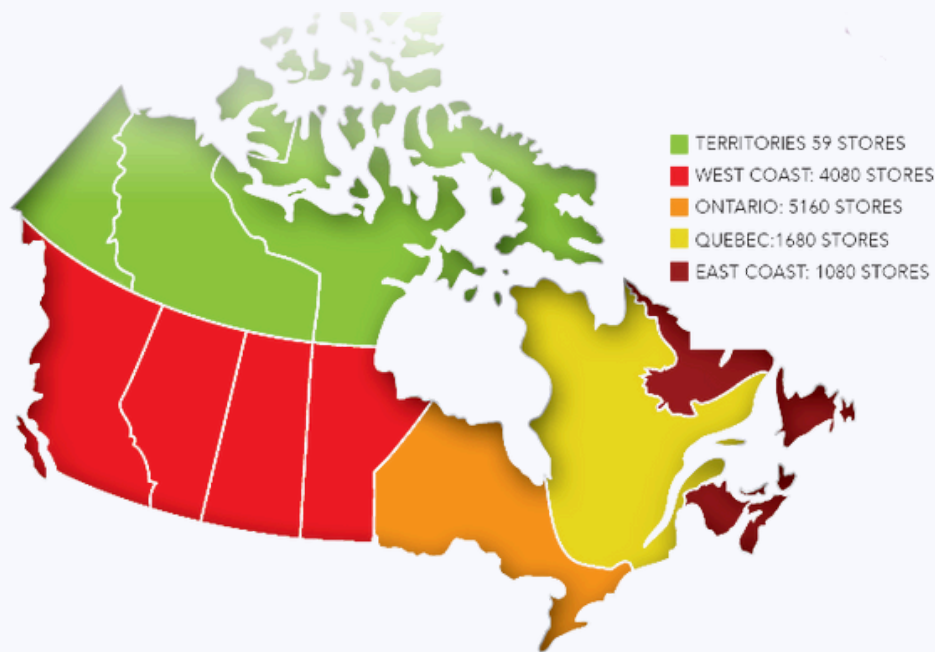 TERRITORIES 59 STORES
WEST COAST: 4080 STORES
ONTARIO: 5160 STORES
QUEBEC:1680 STORES
EAST COAST: 1080 STORES